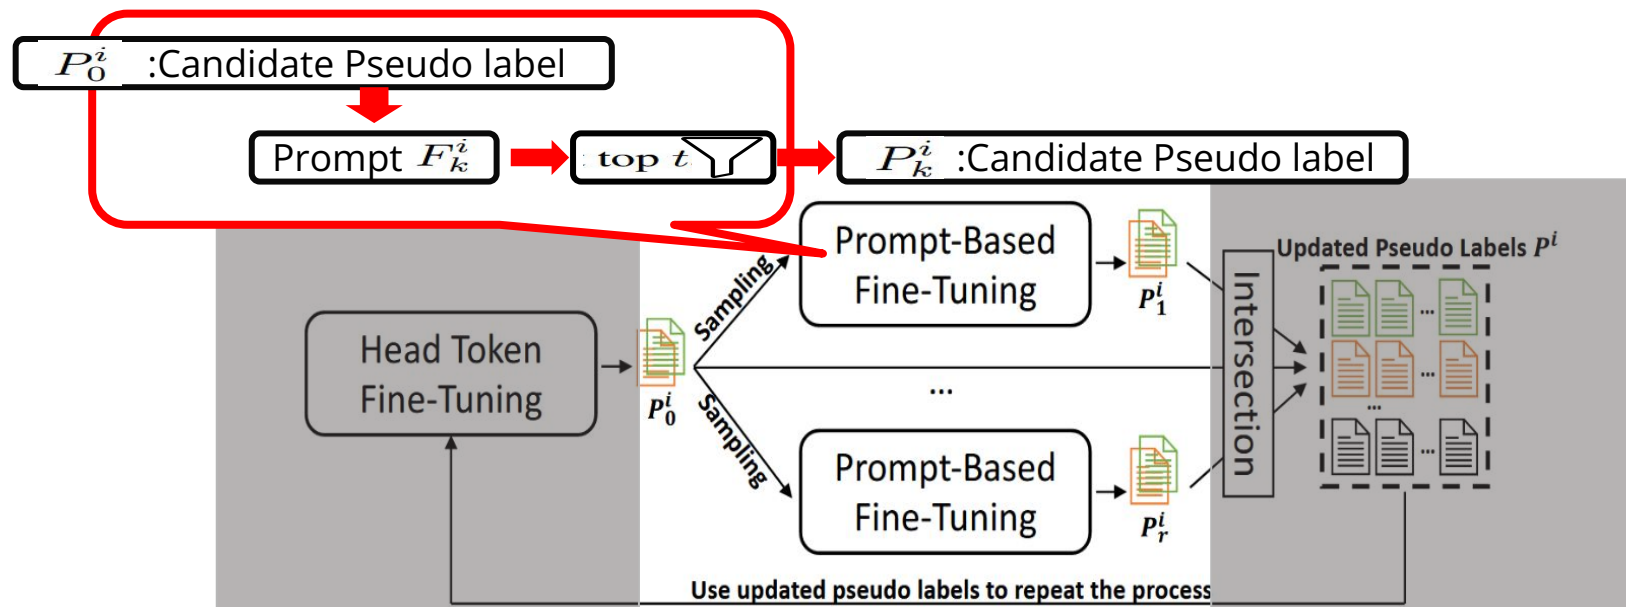 P_0^i :Candidate Pseudo label
Prompt F_k^i
: top t
P_k^i :Candidate Pseudo label
Prompt-Based
Fine-Tuning
P_1^i
Updated Pseudo Labels P^i
Sampling
Head Token
Fine-Tuning
P_0^i
...
Sampling
Intersection
...
...
...
...
Prompt-Based
Fine-Tuning
P_r^i
Use updated pseudo labels to repeat the process